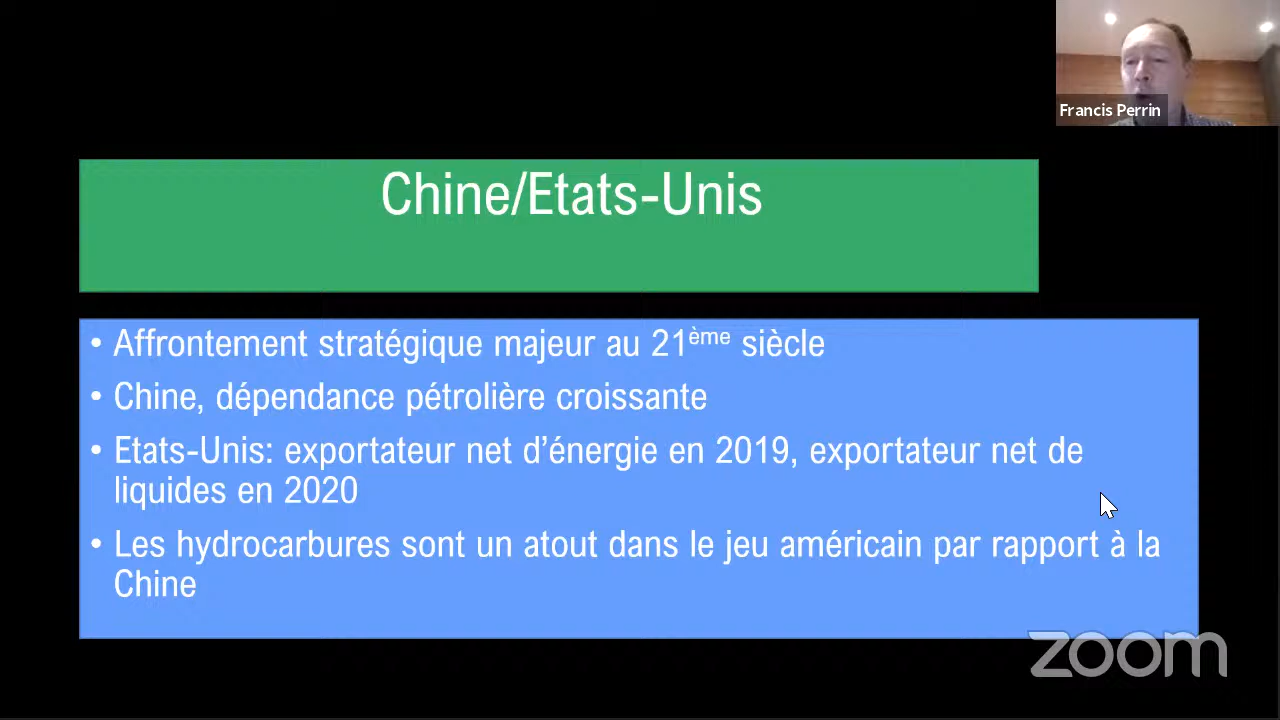 Francis Perrin
Chine/Etats-Unis
• Affrontement stratégique majeur au 21ème siècle
• Chine, dépendance pétrolière croissante
• Etats-Unis: exportateur net d’énergie en 2019, exportateur net de
liquides en 2020
• Les hydrocarbures sont un atout dans le jeu américain par rapport à la
Chine
zoom